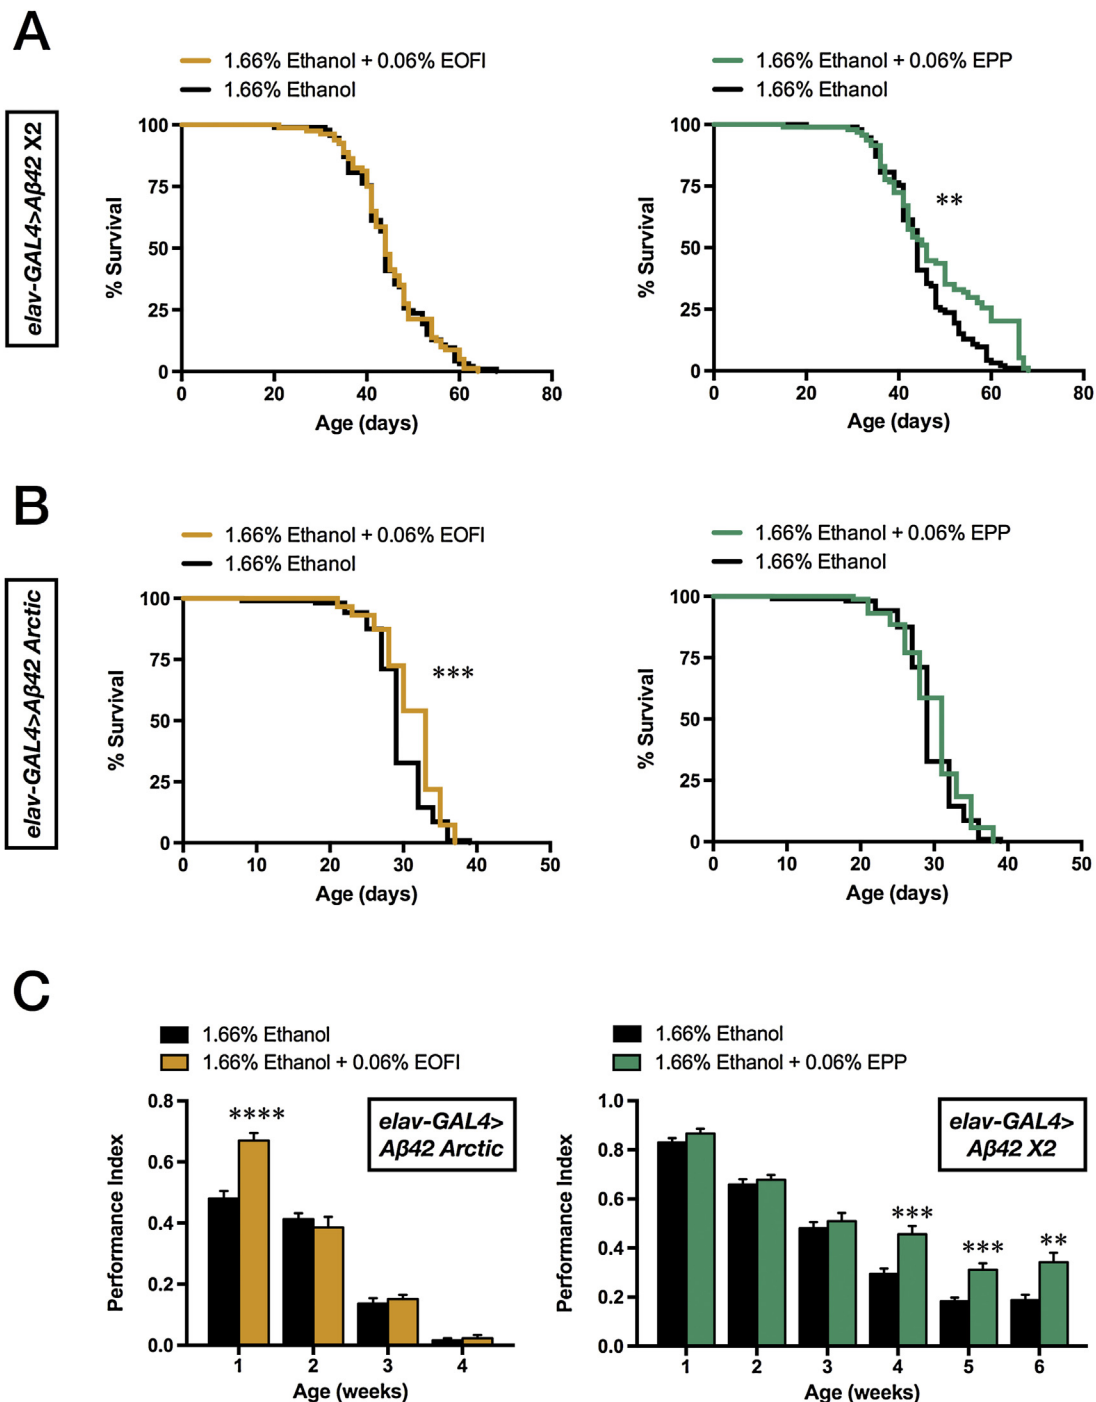 A
1.66% Ethanol + 0.06% EOFI
1.66% Ethanol
1.66% Ethanol + 0.06% EPP
1.66% Ethanol
elav-GAL4>Aβ42 X2
% Survival
100
75
50
25
0
0 20 40 60 80
Age (days)
% Survival
100
75
50
25
0
**
0 20 40 60 80
Age (days)
B
1.66% Ethanol + 0.06% EOFI
1.66% Ethanol
1.66% Ethanol + 0.06% EPP
1.66% Ethanol
elav-GAL4>Aβ42 Arctic
% Survival
100
75
50
25
0
***
0 10 20 30 40 50
Age (days)
% Survival
100
75
50
25
0
0 10 20 30 40 50
Age (days)
C
1.66% Ethanol
1.66% Ethanol + 0.06% EOFI
Performance Index
0.8
0.6
0.4
0.2
0.0
****
elav-GAL4>
Aβ42 Arctic
1 2 3 4
Age (weeks)
1.66% Ethanol
1.66% Ethanol + 0.06% EPP
Performance Index
1.0
0.8
0.6
0.4
0.2
0.0
elav-GAL4>
Aβ42 X2
***
***
**
1 2 3 4 5 6
Age (weeks)